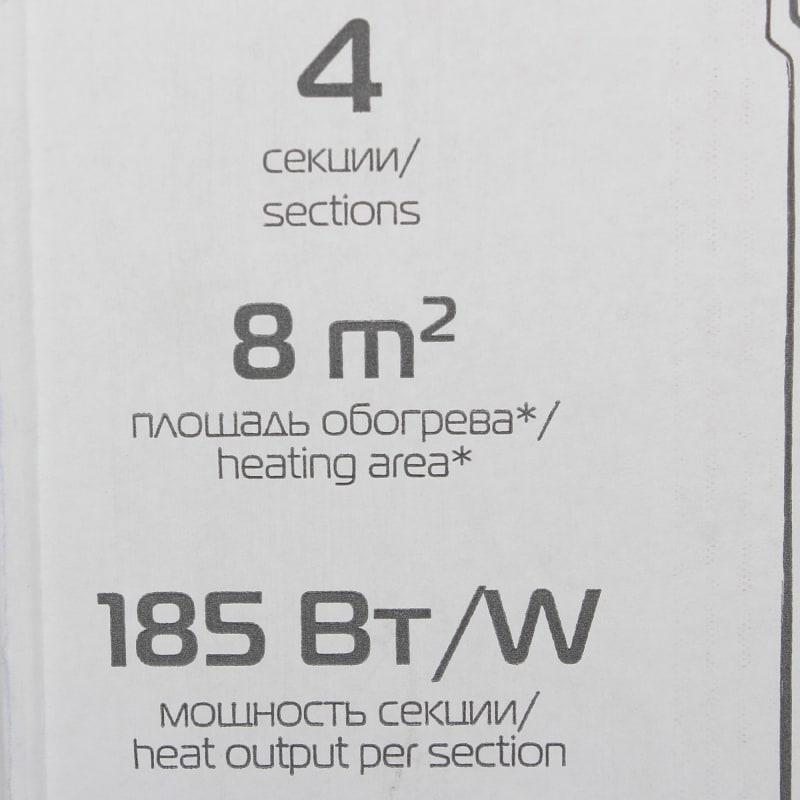 4
секции/
sections
8 m²
площадь обогрева*/
heating area*
185 Вт/W
мощность секции/
heat output per section